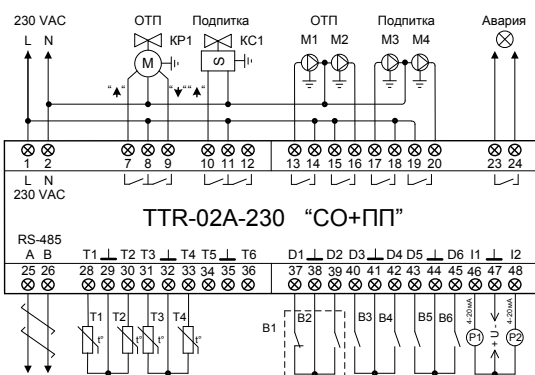 230 VAC ОТП Подпитка ОТП Подпитка Авария
L N КР1 КС1 М1 М2 М3 М4
М S
1 2 7 8 9 10 11 12 13 14 15 16 17 18 19 20 23 24
L N
230 VAC
TTR-02A-230 “СО+ПП”
RS-485
A B T1 T2 T3 T4 T5 T6 D1 D2 D3 D4 D5 D6 I1 I2
25 26 28 29 30 31 32 33 34 35 36 37 38 39 40 41 42 43 44 45 46 47 48
T1 T2 T3 T4 B1 B2 B3 B4 B5 B6 4-20мА + U - 4-20мА
t° t° t° t° P1 P2